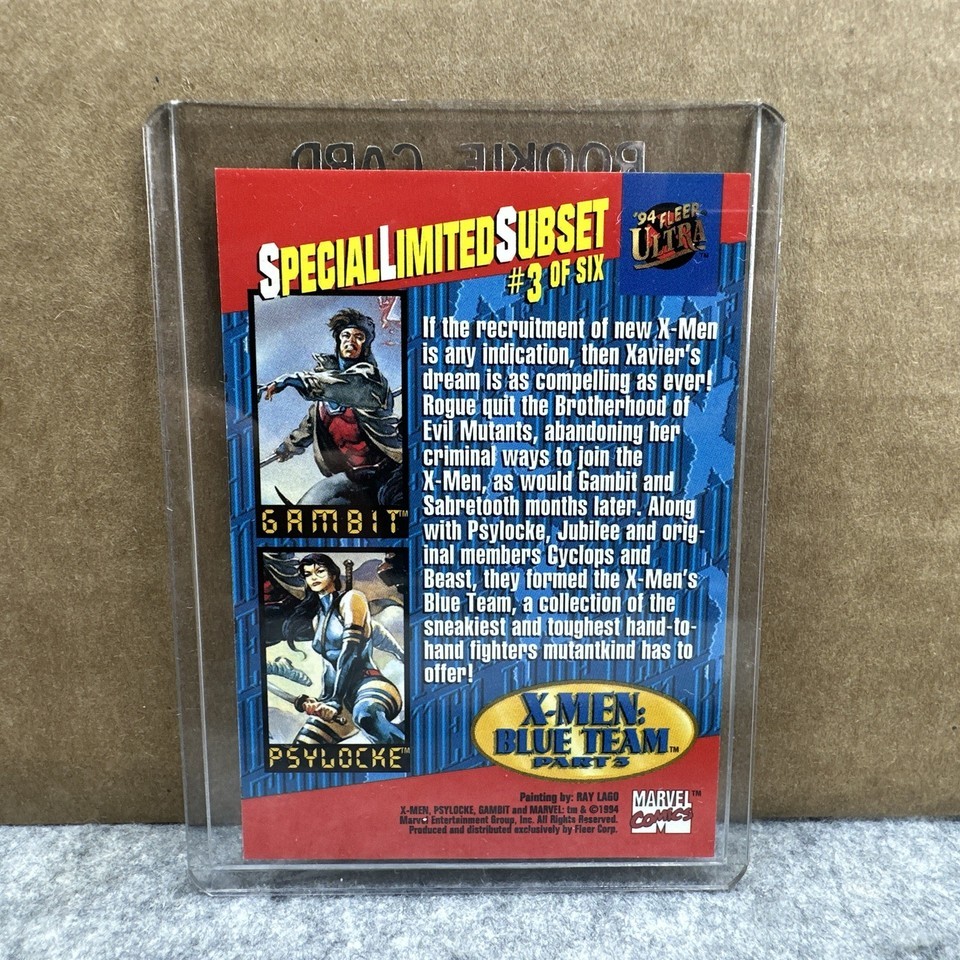 ROOKIE CARD
SPECIAL LIMITED SUBSET
#3 OF SIX
'94 FLEER
ULTRA™
If the recruitment of new X-Men
is any indication, then Xavier's
dream is as compelling as ever!
Rogue quit the Brotherhood of
Evil Mutants, abandoning her
criminal ways to join the
X-Men, as would Gambit and
Sabretooth months later. Along
with Psylocke, Jubilee and orig-
inal members Cyclops and
Beast, they formed the X-Men's
Blue Team, a collection of the
sneakiest and toughest hand-to-
hand fighters mutantkind has to
offer!
GAMBIT™
PSYLOCKE™
X-MEN:
BLUE TEAM™
PART 3
Painting by: RAY LAGO
X-MEN, PSYLOCKE, GAMBIT and MARVEL: tm & ©1994
Marvel Entertainment Group, Inc. All Rights Reserved.
Produced and distributed exclusively by Fleer Corp.
MARVEL™
COMICS